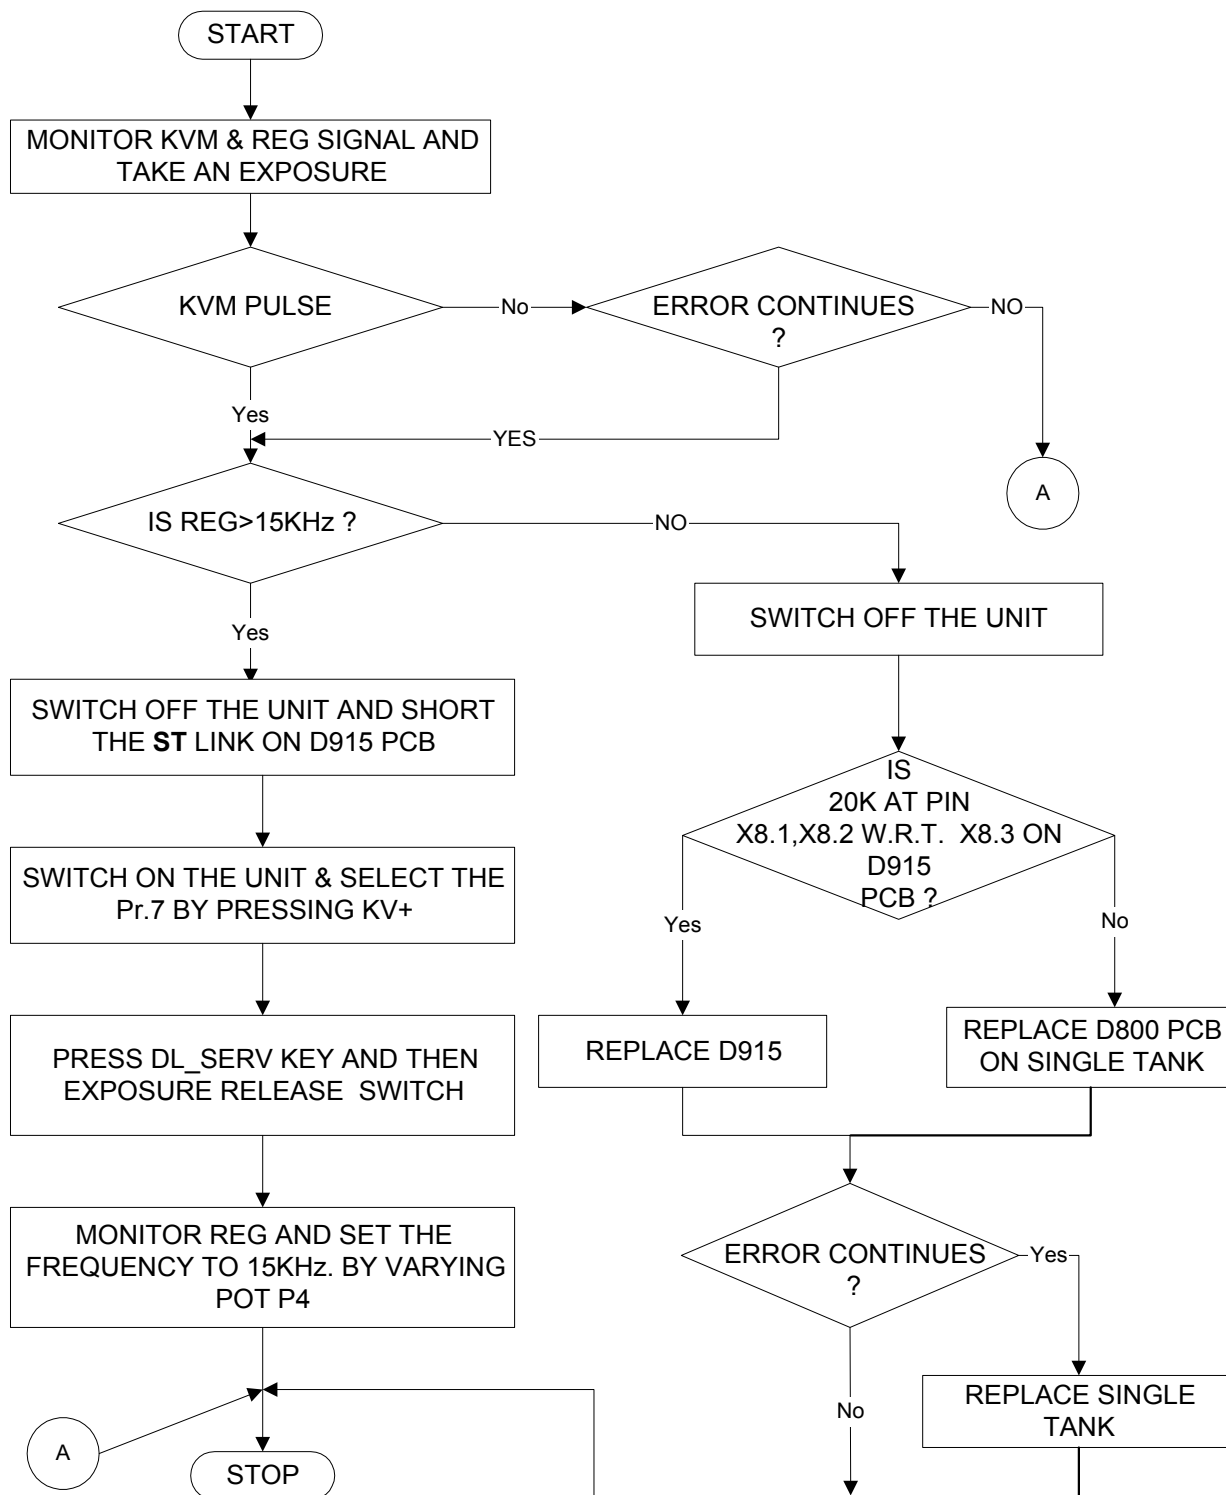 START
MONITOR KVM & REG SIGNAL AND
TAKE AN EXPOSURE
KVM PULSE
No
ERROR CONTINUES
?
NO
Yes
YES
A
IS REG>15KHz ?
NO
SWITCH OFF THE UNIT
Yes
SWITCH OFF THE UNIT AND SHORT
THE ST LINK ON D915 PCB
IS
20K AT PIN
X8.1,X8.2 W.R.T. X8.3 ON
D915
PCB ?
SWITCH ON THE UNIT & SELECT THE
Pr.7 BY PRESSING KV+
Yes
No
PRESS DL_SERV KEY AND THEN
EXPOSURE RELEASE SWITCH
REPLACE D915
REPLACE D800 PCB
ON SINGLE TANK
MONITOR REG AND SET THE
FREQUENCY TO 15KHz. BY VARYING
POT P4
ERROR CONTINUES
?
Yes
No
REPLACE SINGLE
TANK
A
STOP